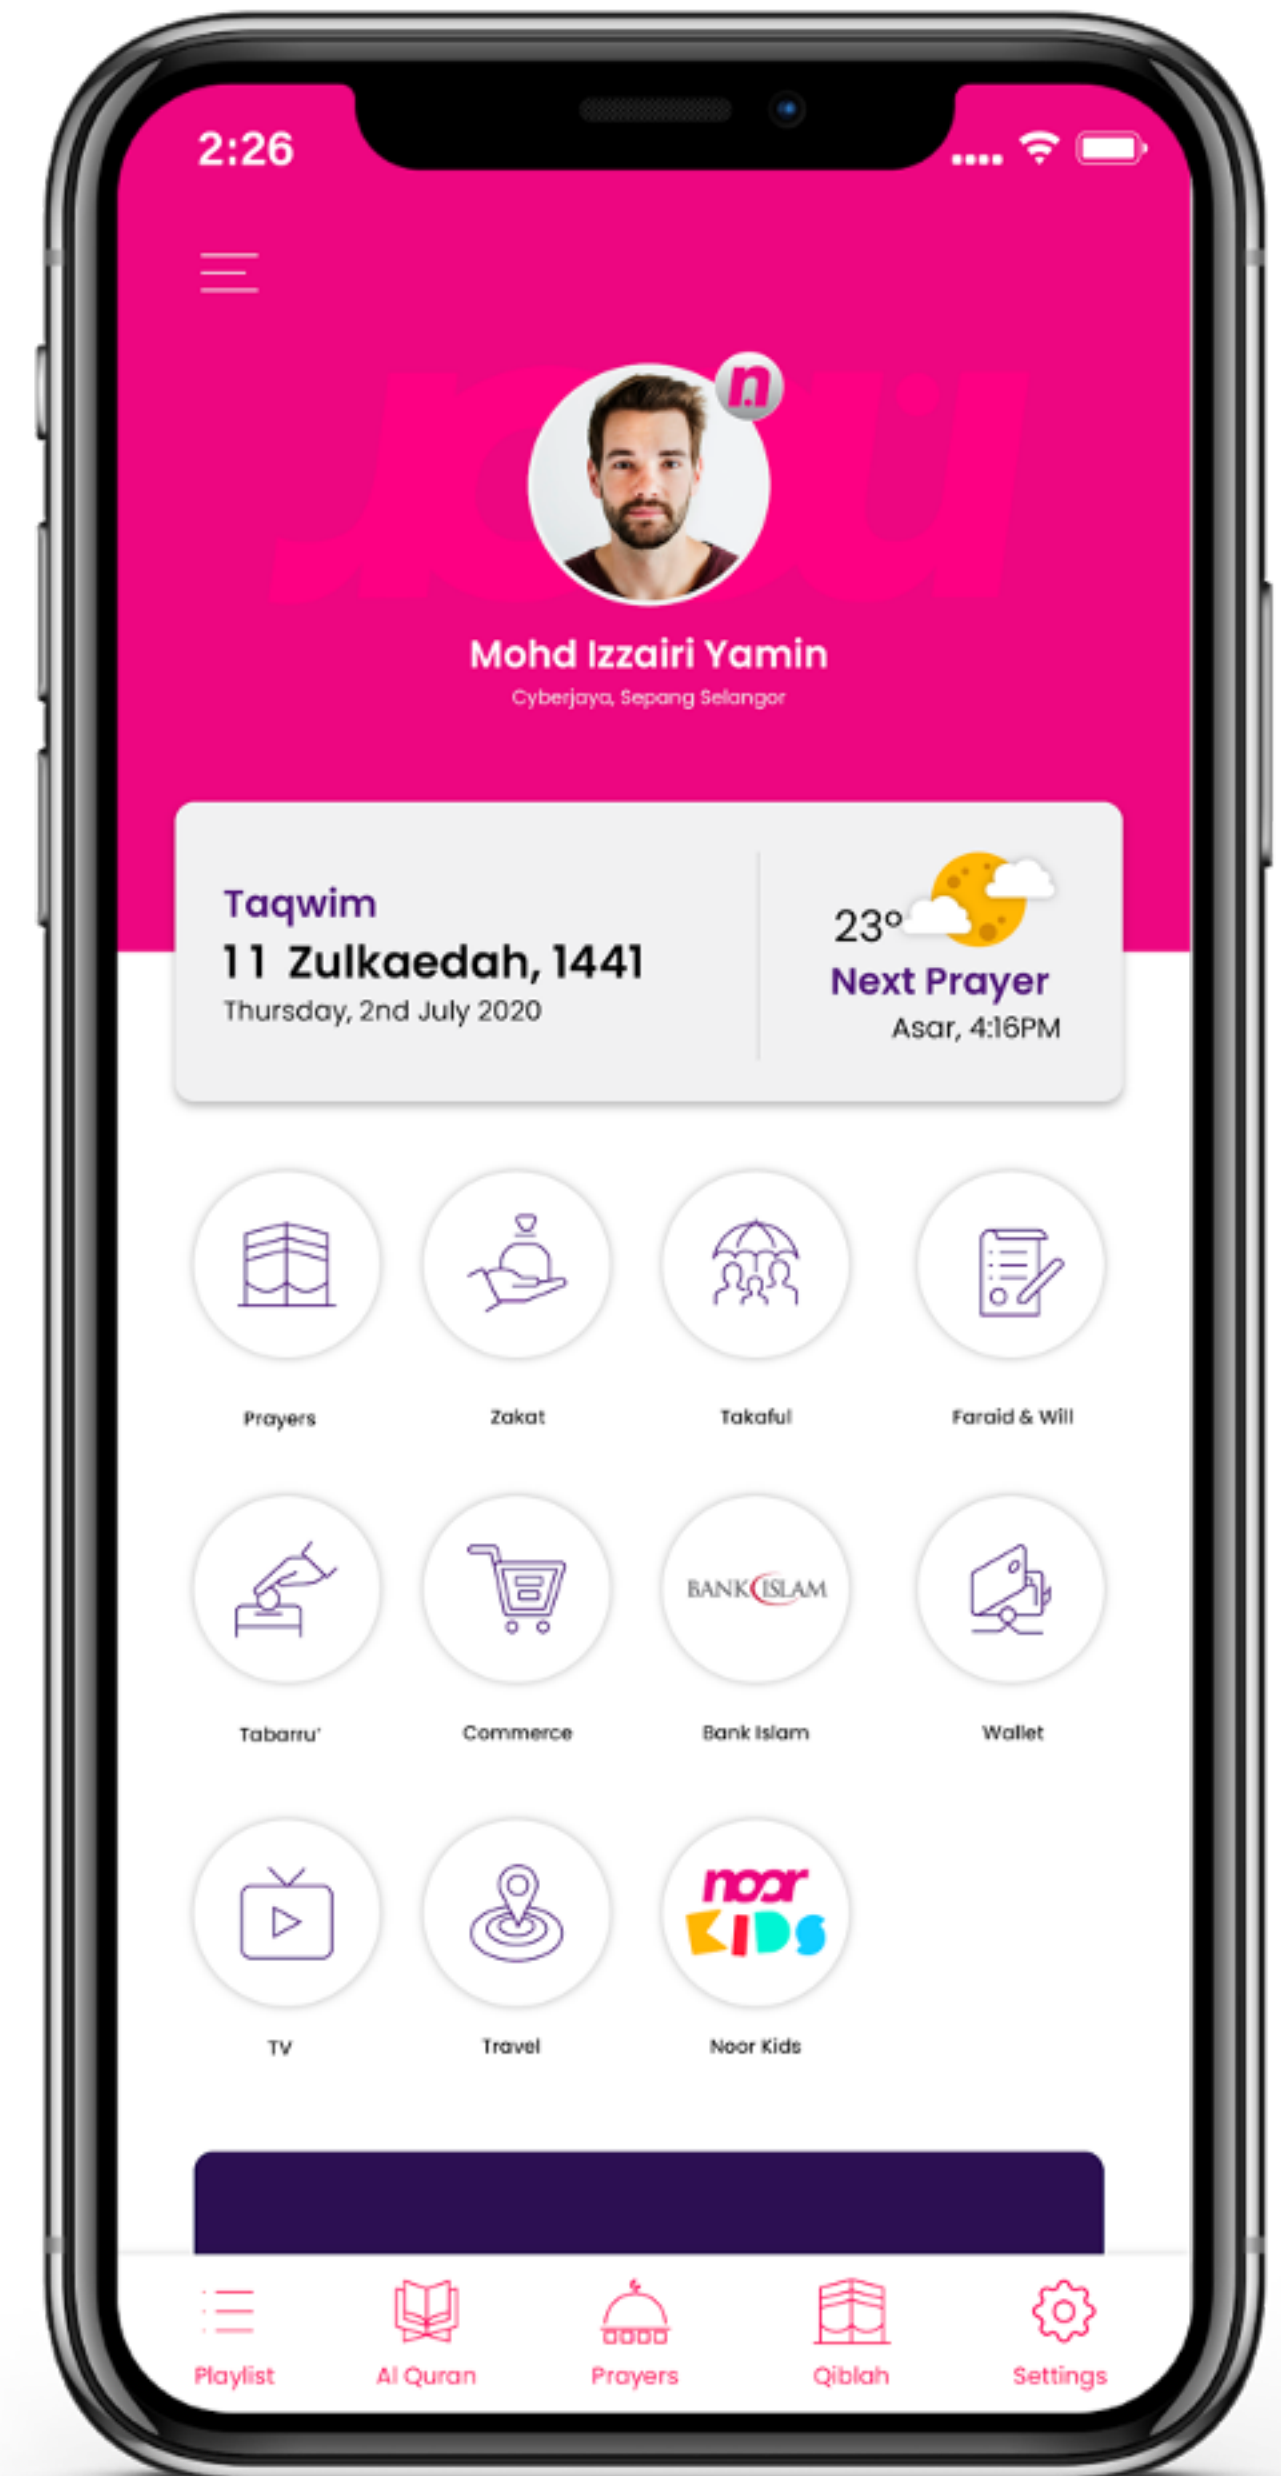 2:26
noor
n
Mohd Izzairi Yamin
Cyberjaya, Sepang Selangor
Taqwim
11 Zulkaedah, 1441
Thursday, 2nd July 2020
23°
Next Prayer
Asar, 4:16PM
Prayers
Zakat
Takaful
Faraid & Will
BANK ISLAM
Tabarru'
Commerce
Bank Islam
Wallet
noor
KIDS
TV
Travel
Noor Kids
Playlist
Al Quran
Prayers
Qiblah
Settings